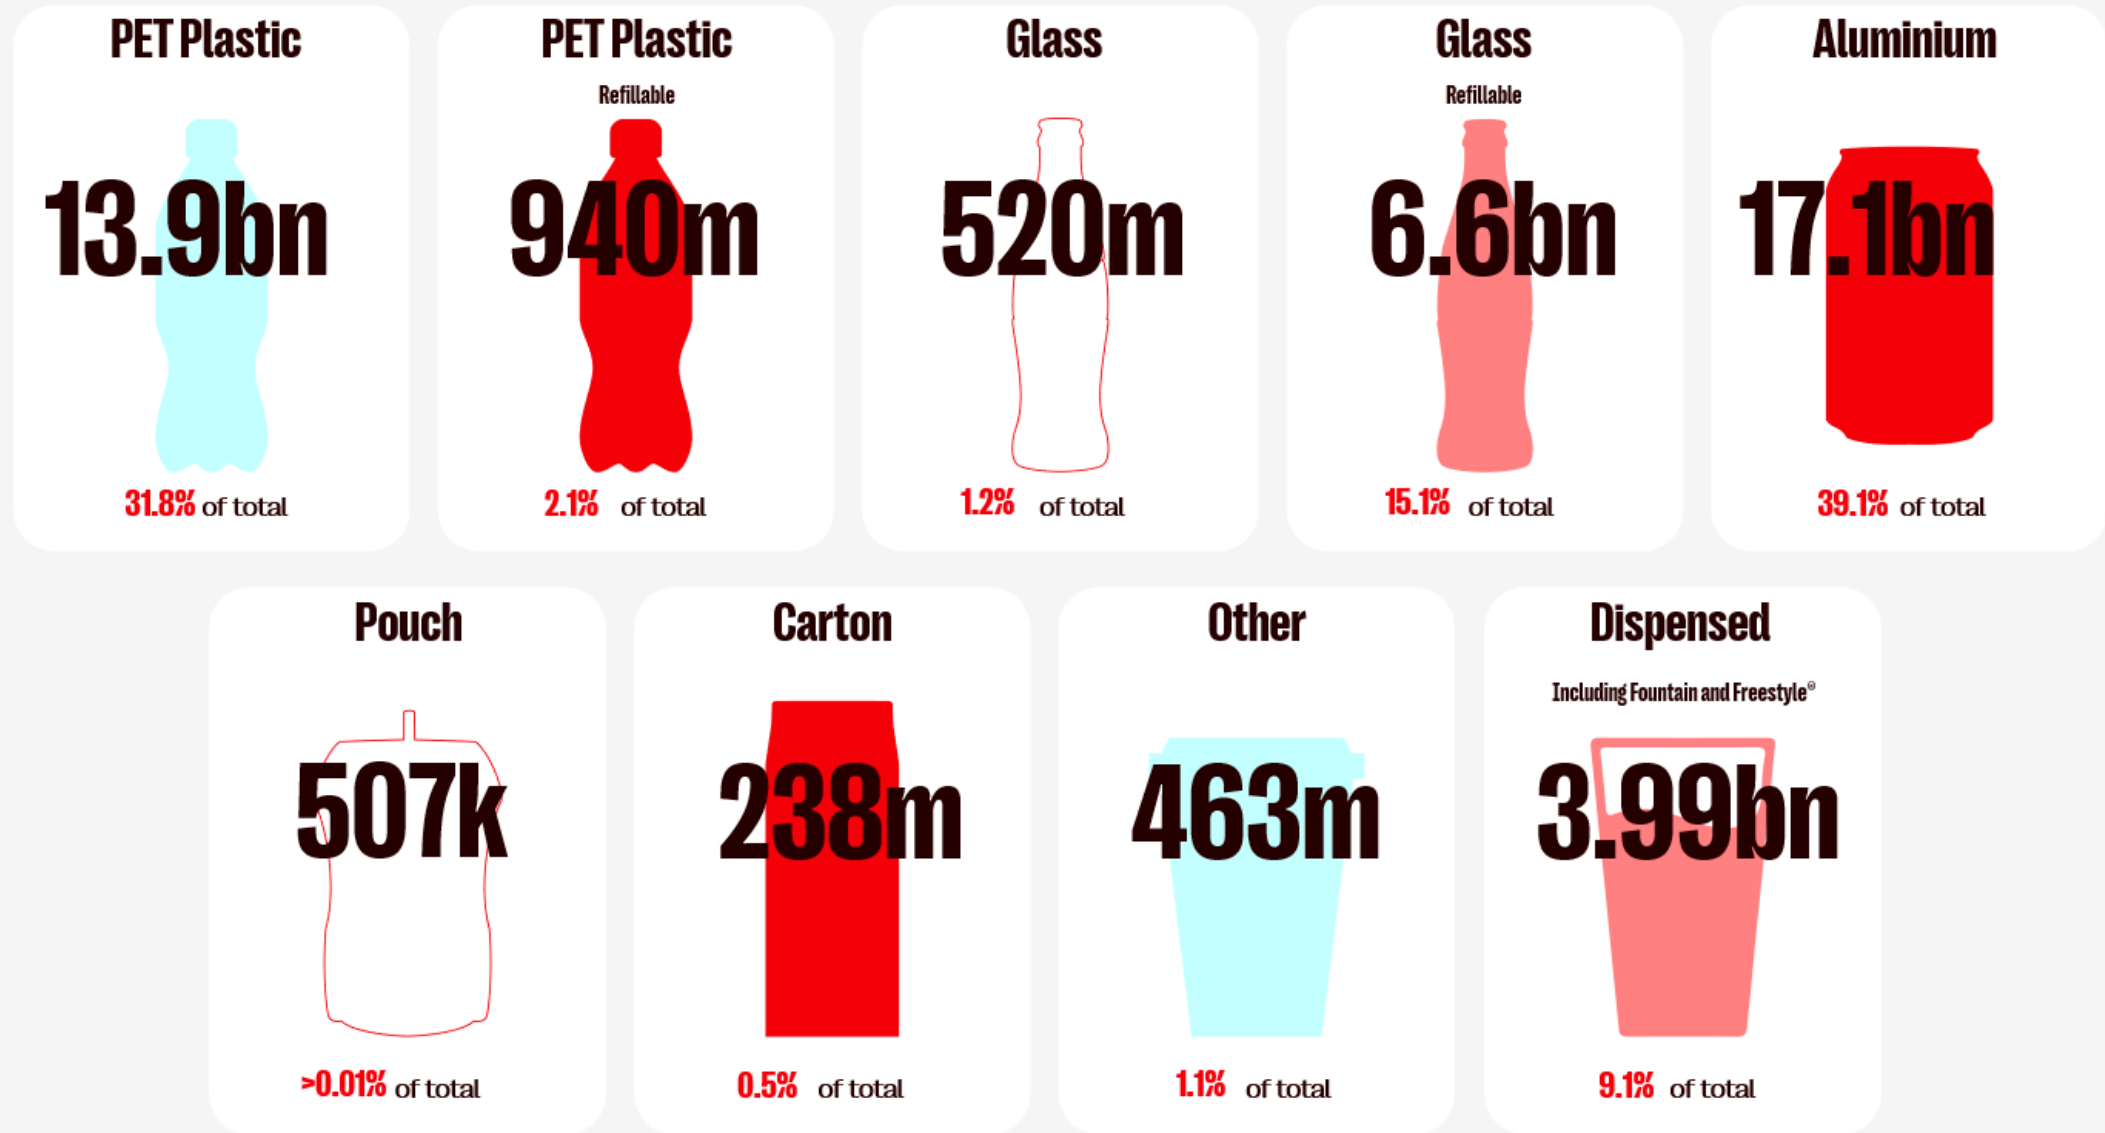 PET Plastic
13.9bn
31.8% of total
PET Plastic
Refillable
940m
2.1% of total
Glass
520m
1.2% of total
Glass
Refillable
6.6bn
15.1% of total
Aluminium
17.1bn
39.1% of total
Pouch
507k
>0.01% of total
Carton
238m
0.5% of total
Other
463m
1.1% of total
Dispensed
Including Fountain and Freestyle®
3.99bn
9.1% of total